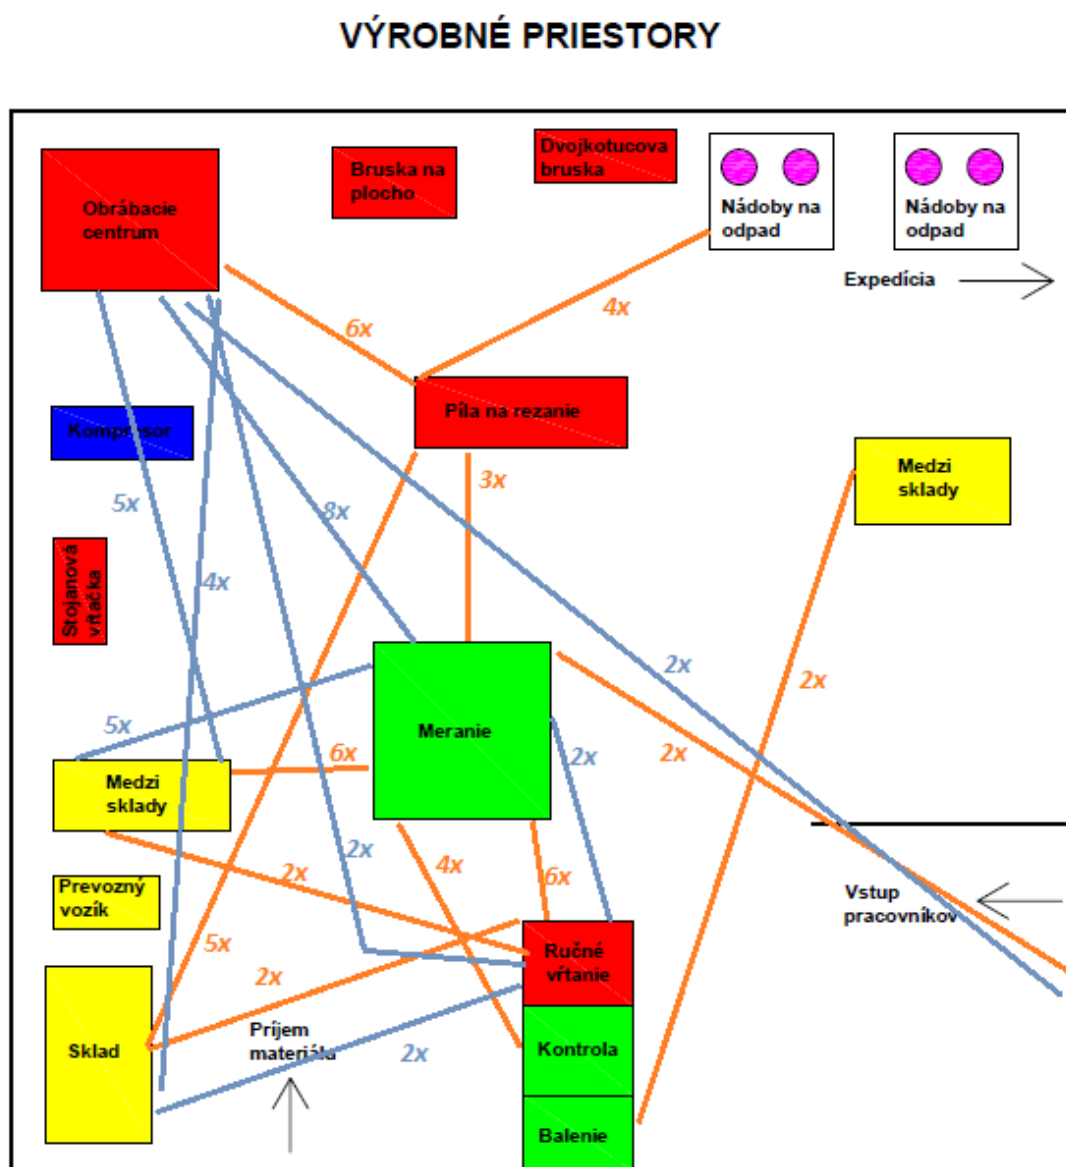 VÝROBNÉ PRIESTORY
Obrábacie
centrum
Bruska na
plocho
Dvojkotucova
bruska
Nádoby na
odpad
Nádoby na
odpad
Expedícia
6x
4x
Píla na rezanie
Kompresor
Medzi
sklady
3x
5x
8x
4x
Stojanová
vŕtačka
2x
2x
5x
6x
Meranie
2x
2x
Medzi
sklady
2x
2x
4x
6x
Prevozný
vozík
Vstup
pracovníkov
5x
2x
Ručné
vŕtanie
Sklad
Príjem
materiálu
2x
Kontrola
Balenie